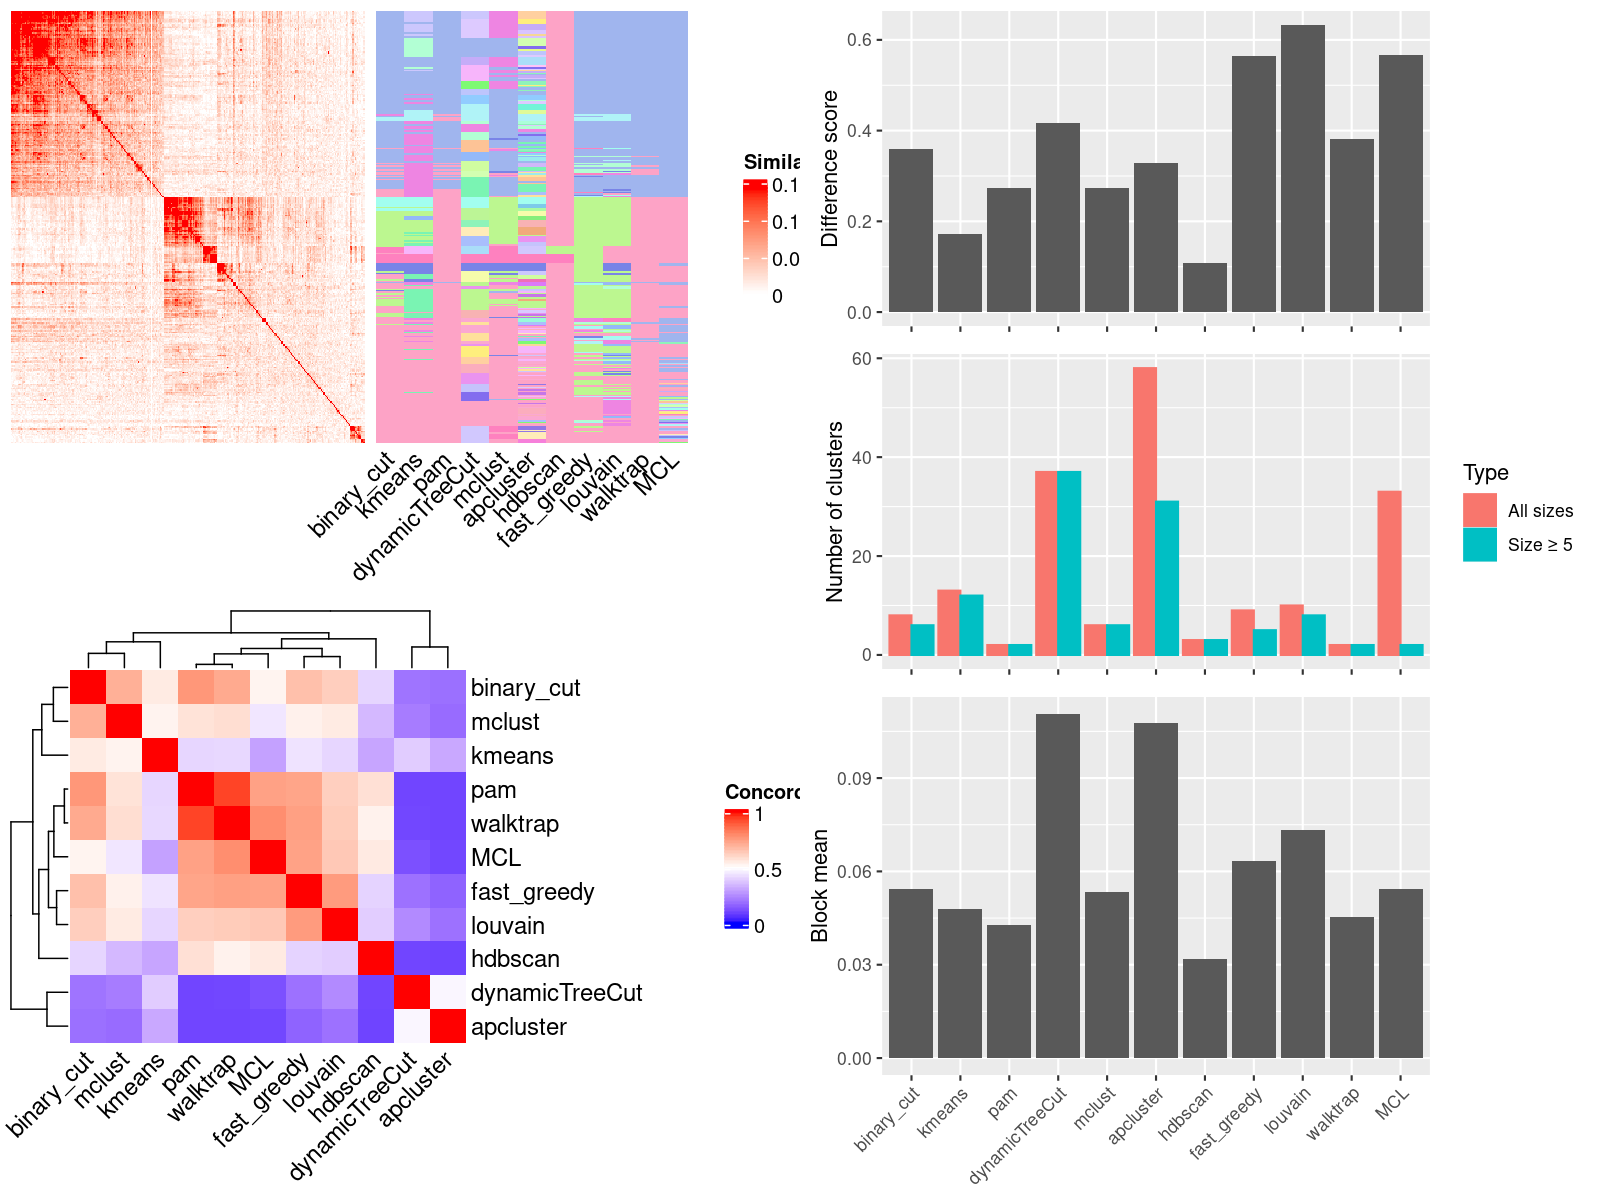 Simila
0.1
0.1
0.0
0
binary_cut
kmeans
pam
dynamicTreeCut
mclust
apcluster
hdbscan
fast_greedy
louvain
walktrap
MCL
binary_cut
mclust
kmeans
pam
walktrap
MCL
fast_greedy
louvain
hdbscan
dynamicTreeCut
apcluster
binary_cut
mclust
kmeans
pam
walktrap
MCL
fast_greedy
louvain
hdbscan
dynamicTreeCut
apcluster
Concord
1
0.5
0
Difference score
0.6
0.4
0.2
0.0
Number of clusters
60
40
20
0
Type
All sizes
Size ≥ 5
Block mean
0.09
0.06
0.03
0.00
binary_cut
kmeans
pam
dynamicTreeCut
mclust
apcluster
hdbscan
fast_greedy
louvain
walktrap
MCL